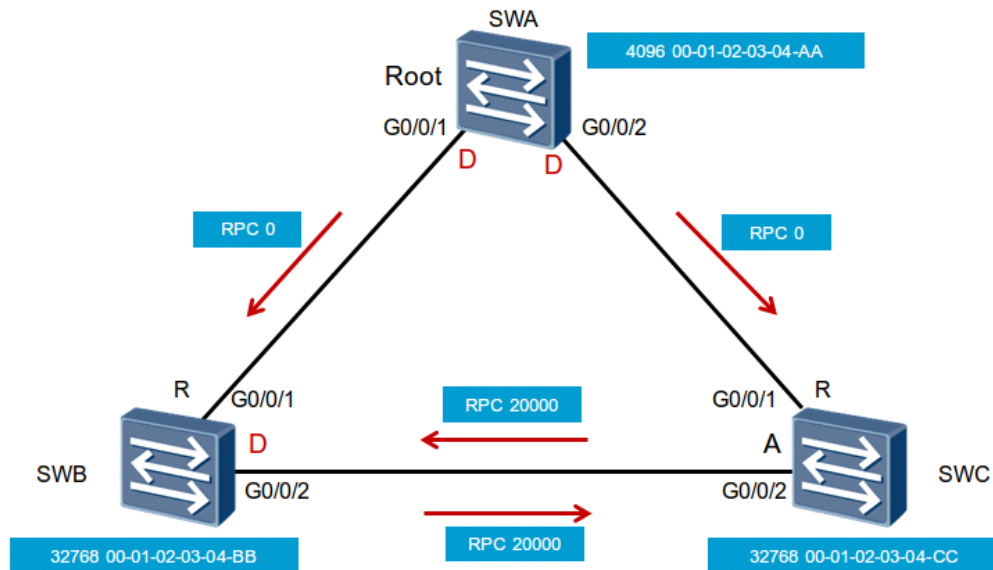 SWA
4096 00-01-02-03-04-AA
Root
G0/0/1
G0/0/2
D
D
RPC 0
RPC 0
R
G0/0/1
G0/0/1
R
RPC 20000
D
A
SWB
G0/0/2
G0/0/2
SWC
RPC 20000
32768 00-01-02-03-04-BB
32768 00-01-02-03-04-CC